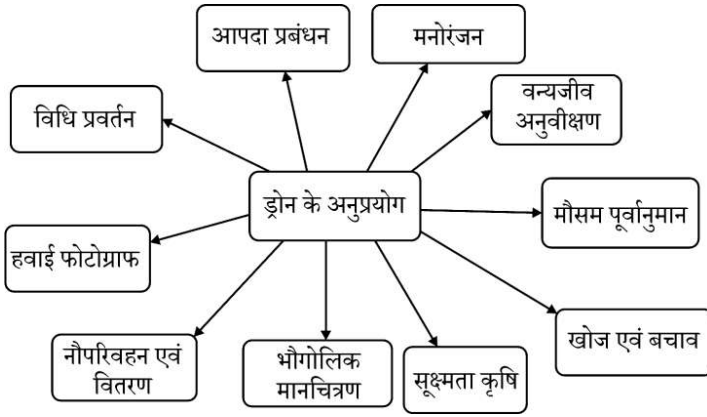 आपदा प्रबंधन
मनोरंजन
वन्यजीव
अनुवीक्षण
विधि प्रवर्तन
ड्रोन के अनुप्रयोग
मौसम पूर्वानुमान
हवाई फोटोग्राफ
खोज एवं बचाव
नौपरिवहन एवं
वितरण
भौगोलिक
मानचित्रण
सूक्ष्मता कृषि